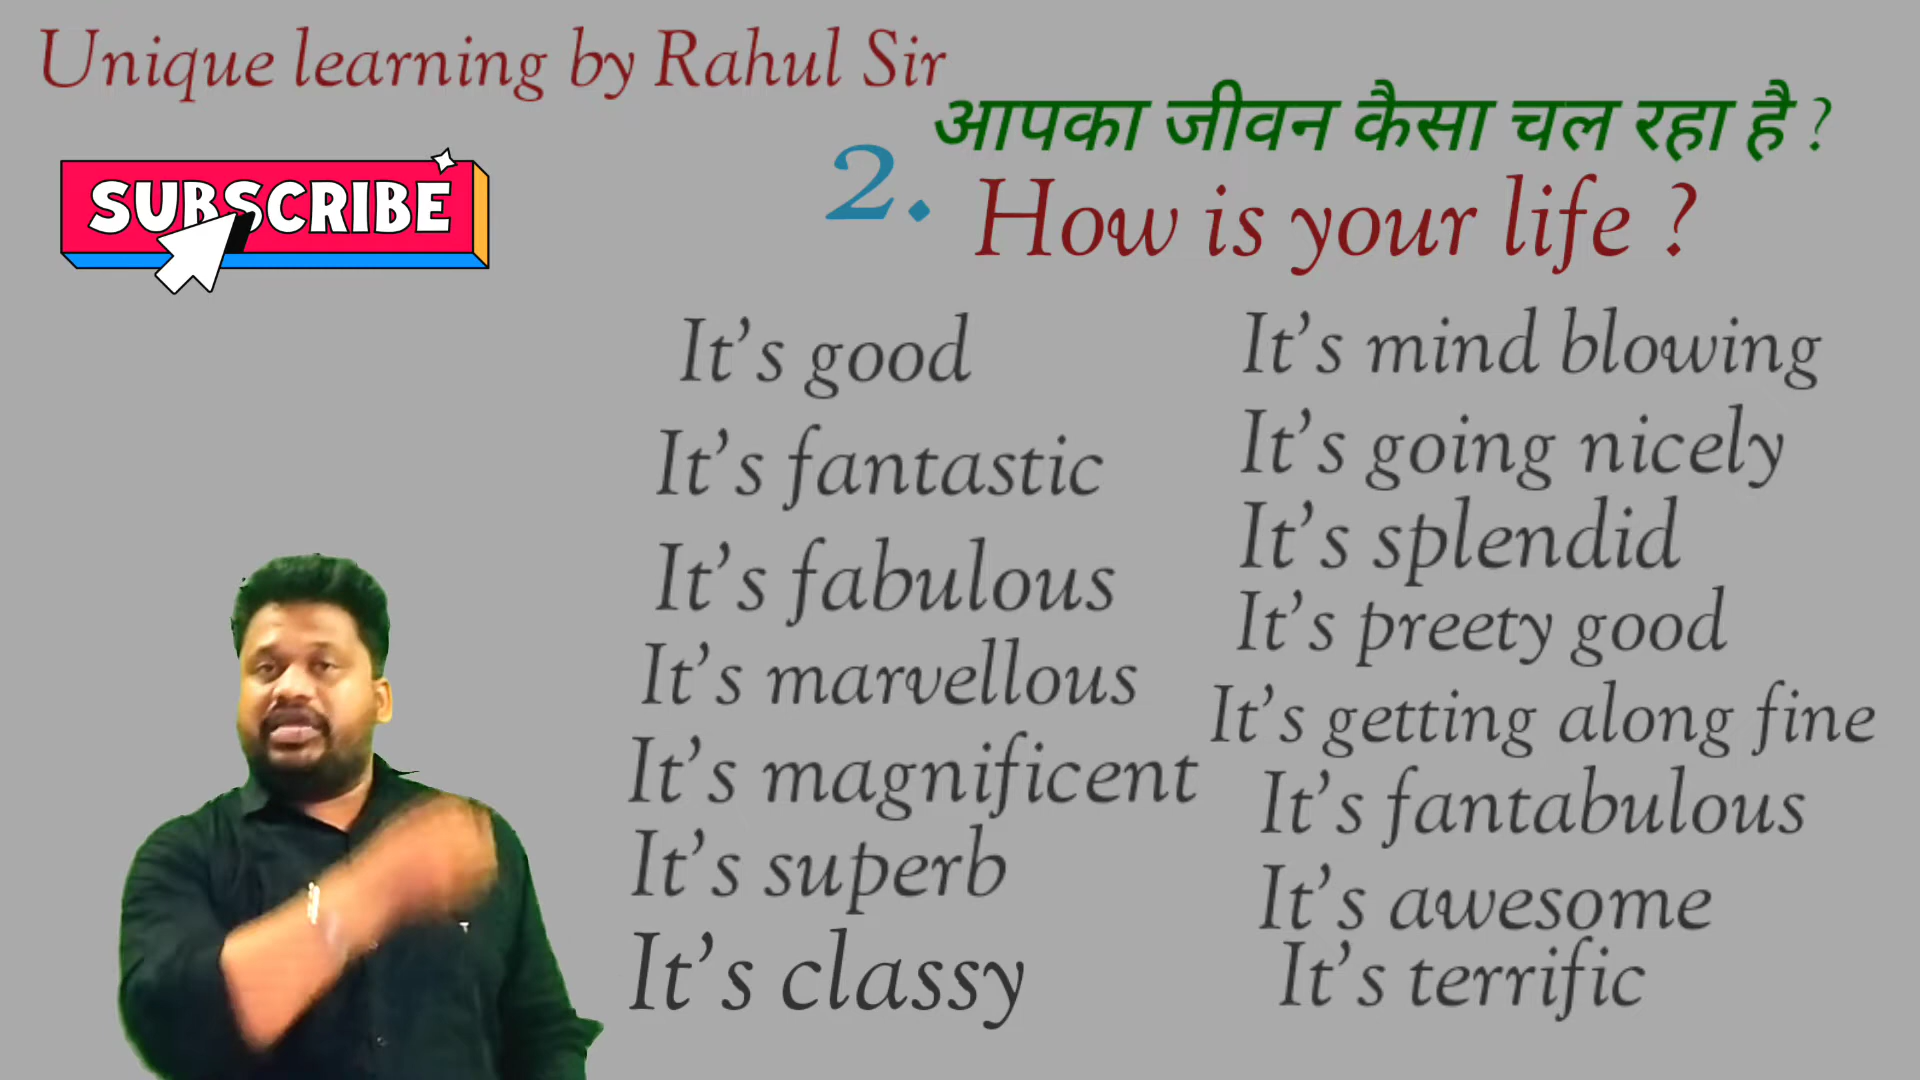 Unique learning by Rahul Sir
SUBSCRIBE
आपका जीवन कैसा चल रहा है ?
2. How is your life ?
It's good
It's fantastic
It's fabulous
It's marvellous
It's magnificent
It's superb
It's classy
It's mind blowing
It's going nicely
It's splendid
It's preety good
It's getting along fine
It's fantabulous
It's awesome
It's terrific